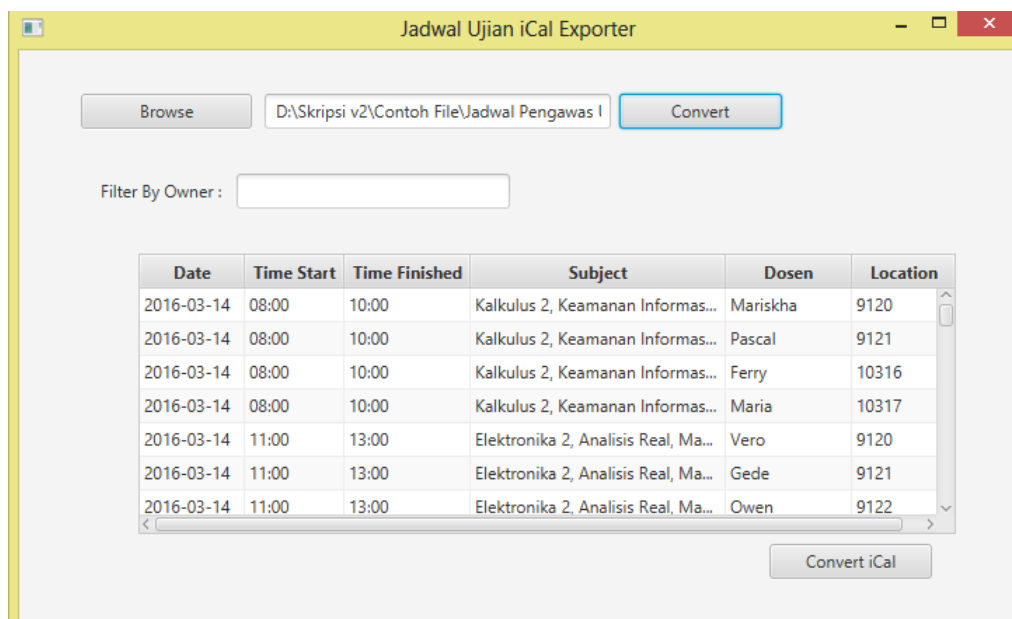 Jadwal Ujian iCal Exporter
Browse D:\Skripsi v2\Contoh File\Jadwal Pengawas Convert
Filter By Owner :
Date Time Start Time Finished Subject Dosen Location
2016-03-14 08:00 10:00 Kalkulus 2, Keamanan Informas... Mariskha 9120
2016-03-14 08:00 10:00 Kalkulus 2, Keamanan Informas... Pascal 9121
2016-03-14 08:00 10:00 Kalkulus 2, Keamanan Informas... Ferry 10316
2016-03-14 08:00 10:00 Kalkulus 2, Keamanan Informas... Maria 10317
2016-03-14 11:00 13:00 Elektronika 2, Analisis Real, Ma... Vero 9120
2016-03-14 11:00 13:00 Elektronika 2, Analisis Real, Ma... Gede 9121
2016-03-14 11:00 13:00 Elektronika 2, Analisis Real, Ma... Owen 9122
Convert iCal